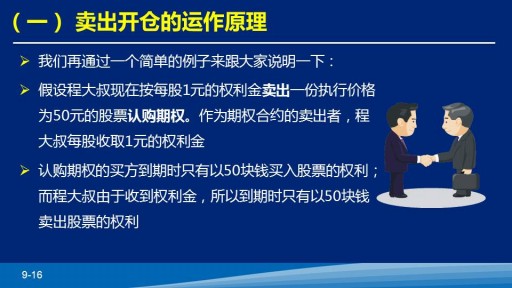 （一） 卖出开仓的运作原理
➢ 我们再通过一个简单的例子来跟大家说明一下：
➢ 假设程大叔现在按每股1元的权利金卖出一份执行价格
为50元的股票认购期权。作为期权合约的卖出者，程
大叔每股收取1元的权利金
➢ 认购期权的买方到期时只有以50块钱买入股票的权利；
而程大叔由于收到权利金，所以到期只有以50块钱
卖出股票的权利
9-16